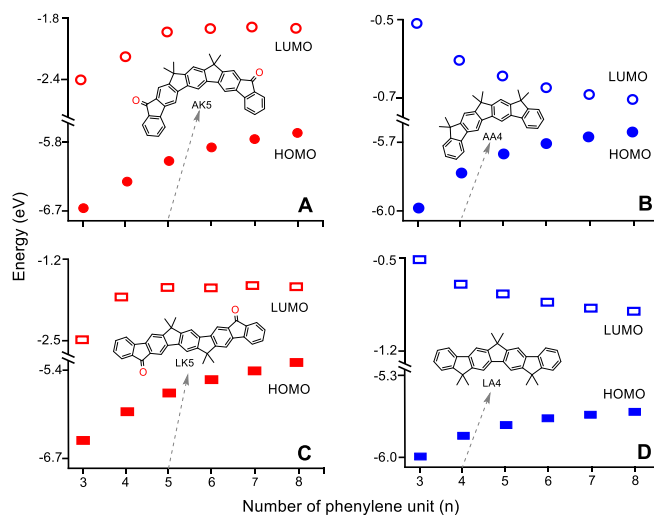 Energy (eV)
-1.8
-2.4
-5.8
-6.7
LUMO
HOMO
O
O
AK5
A
-0.5
-0.7
-5.7
-6.0
LUMO
HOMO
AA4
B
-1.2
-2.5
-5.4
-6.7
LUMO
HOMO
O
O
LK5
C
3 4 5 6 7 8
-0.5
-1.2
-5.3
-6.0
LUMO
HOMO
LA4
D
3 4 5 6 7 8
Number of phenylene unit (n)